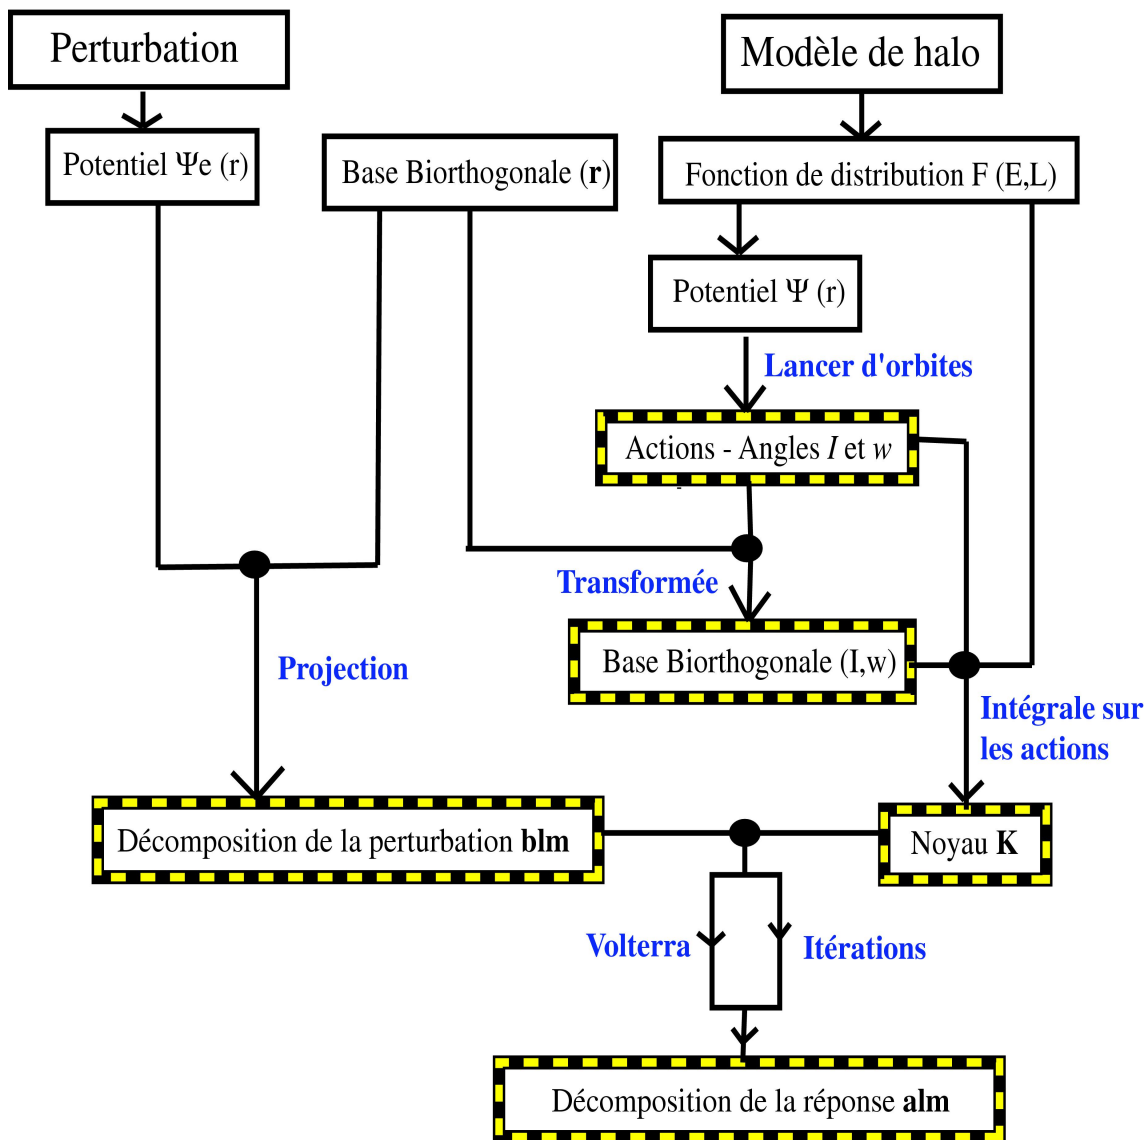 Perturbation
Modèle de halo
Potentiel Ψe (r)
Base Biorthogonale (r)
Fonction de distribution F (E,L)
Potentiel Ψ (r)
Lancer d'orbites
Actions - Angles I et w
Transformée
Base Biorthogonale (I,w)
Projection
Intégrale sur
les actions
Décomposition de la perturbation blm
Noyau K
Volterra
Itérations
Décomposition de la réponse alm